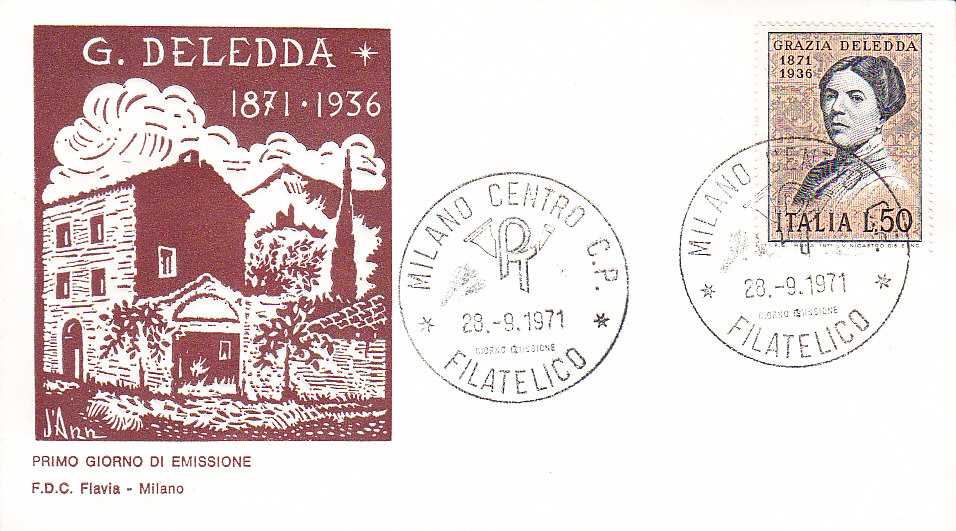 G. DELEDDA
1871 · 1936
J'Ann
PRIMO GIORNO DI EMISSIONE
F.D.C. Flavia - Milano
MILANO CENTRO C.P.
28.-9.1971
GIORNO EMISSIONE
FILATELICO
GRAZIA DELEDDA
1871
1936
ITALIA L.50
MILANO CENTRO
28.-9.1971
GIORNO EMISSIONE
FILATELICO